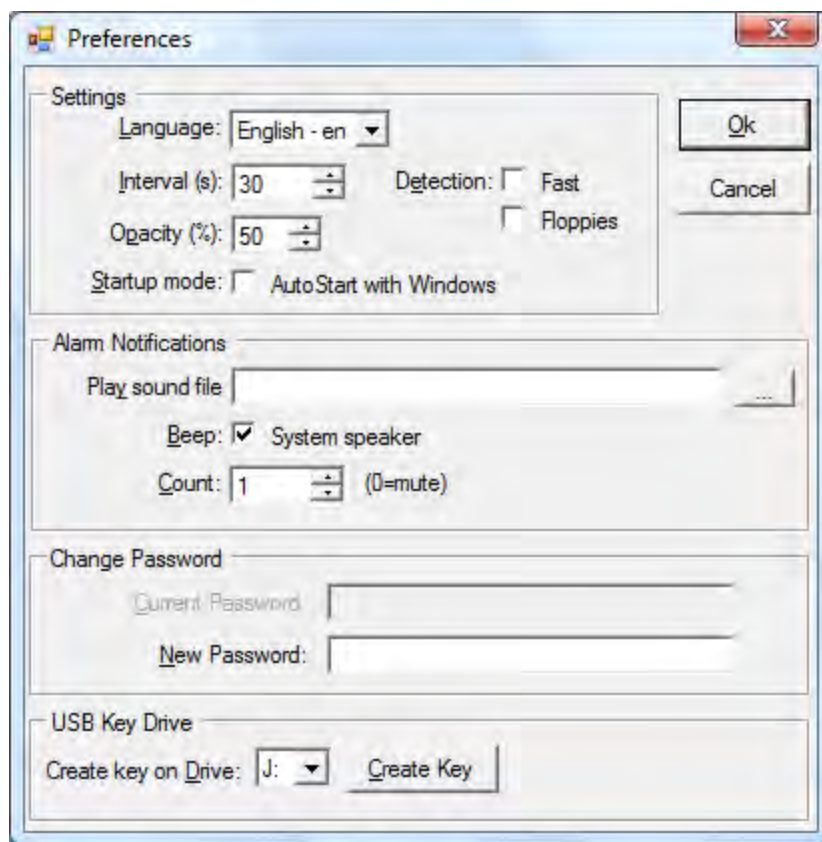 Preferences
Settings
Language: English - en
Ok
Interval (s): 30 Detection: Fast
Cancel
Floppies
Opacity (%): 50
Startup mode: AutoStart with Windows
Alarm Notifications
Play sound file ...
Beep: System speaker
Count: 1 (0=mute)
Change Password
Current Password
New Password:
USB Key Drive
Create key on Drive: J: Create Key